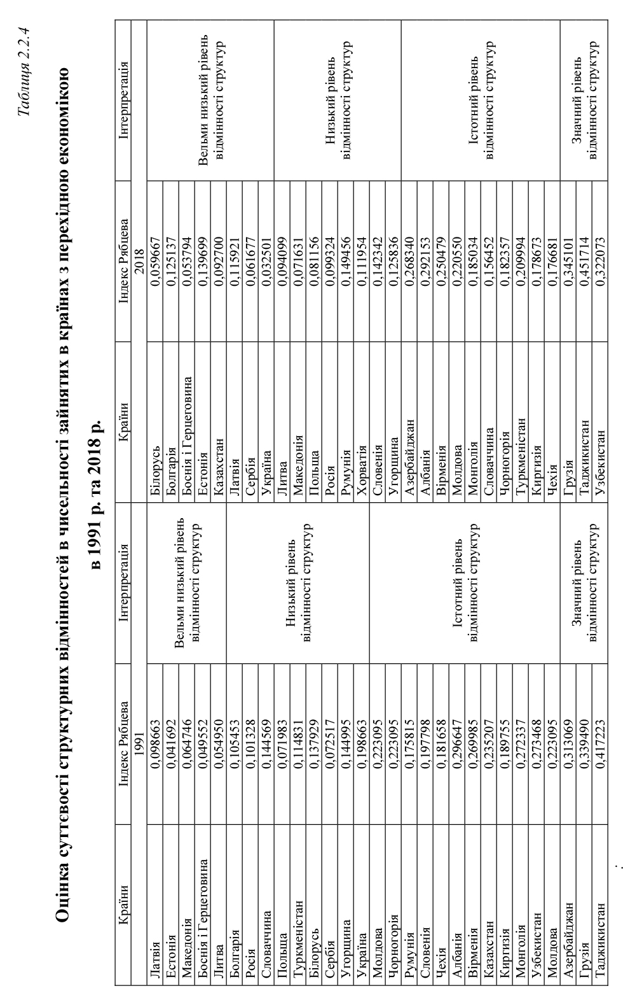 Таблиця 2.2.4
Оцінка суттєвості структурних відмінностей в чисельності зайнятих в країнах з перехідною економікою
в 1991 р. та 2018 р.
Країни Індекс Рябцева Інтерпретація Країни Індекс Рябцева Інтерпретація
1991 2018
Латвія 0,098663 Білорусь 0,059667
Естонія 0,041692 Болгарія 0,125137
Македонія 0,064746 Вельми низький рівень Боснія і Герцеговина 0,053794
Боснія і Герцеговина 0,049552 відмінності структур Естонія 0,139699 Вельми низький рівень
Литва 0,054950 Казахстан 0,092700 відмінності структур
Болгарія 0,105453 Латвія 0,115921
Росія 0,101328 Сербія 0,061677
Словаччина 0,144569 Україна 0,032501
Польща 0,071983 Низький рівень Литва 0,094099
Туркменістан 0,114831 відмінності структур Македонія 0,071631
Білорусь 0,137929 Польща 0,081156
Сербія 0,072517 Росія 0,099324 Низький рівень
Угорщина 0,144995 Румунія 0,149456 відмінності структур
Україна 0,198663 Хорватія 0,111954
Молдова 0,223095 Словенія 0,142342
Чорногорія 0,223095 Угорщина 0,125836
Румунія 0,175815 Азербайджан 0,268340
Словенія 0,197798 Албанія 0,292153
Чехія 0,181658 Вірменія 0,250479
Албанія 0,296647 Істотний рівень Молдова 0,220550
Вірменія 0,269985 відмінності структур Монголія 0,185034 Істотний рівень
Казахстан 0,235207 Словаччина 0,156452 відмінності структур
Киргизія 0,189755 Чорногорія 0,182357
Монголія 0,272337 Туркменістан 0,209994
Узбекистан 0,273468 Киргизія 0,178673
Молдова 0,223095 Чехія 0,176681
Азербайджан 0,313069 Грузія 0,345101
Грузія 0,339490 Значний рівень Таджикистан 0,451714 Значний рівень
Таджикистан 0,417223 відмінності структур Узбекистан 0,322073 відмінності структур